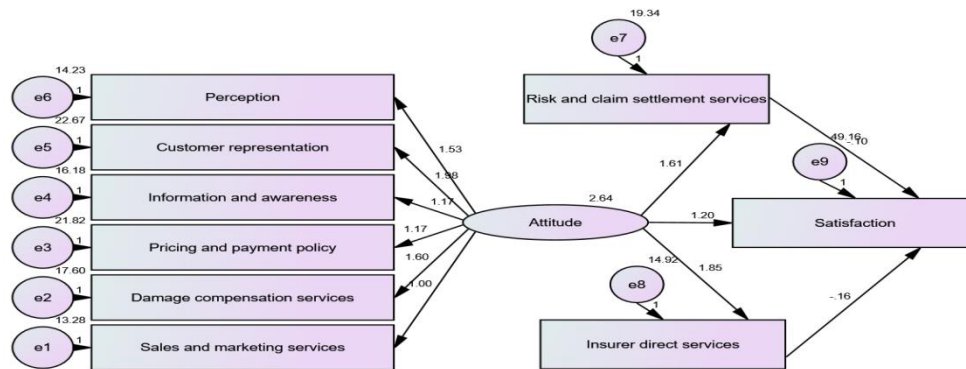 19.34
e7
1
14.23
e6
1
Perception
Risk and claim settlement services
22.67
e5
1
Customer representation
1.53
49.16
-.10
16.18
e4
1
Information and awareness
1.98
1.61
e9
1
21.82
e3
1
Pricing and payment policy
1.17
1.17
Attitude
2.64
1.20
Satisfaction
17.60
e2
1
Damage compensation services
1.60
14.92
e8
1
1.85
-.16
13.28
e1
1
Sales and marketing services
1.00
Insurer direct services